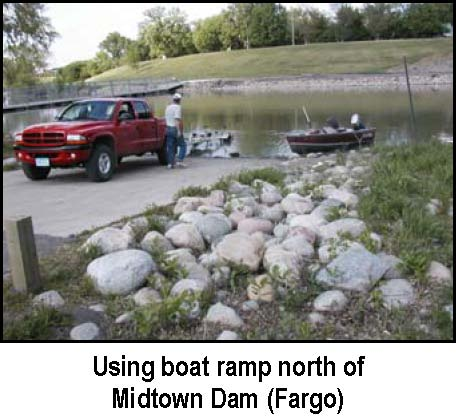 Using boat ramp north of
Midtown Dam (Fargo)